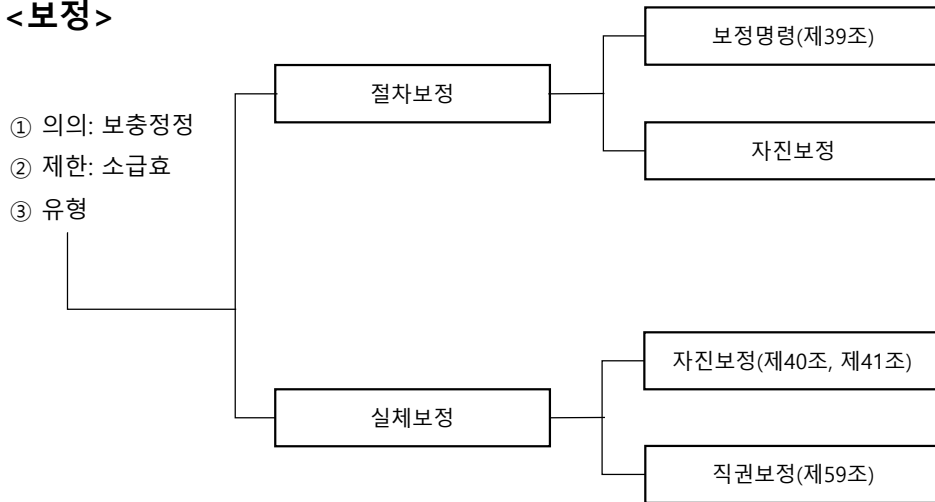 <보정>
① 의의: 보충정정
② 제한: 소급효
③ 유형
절차보정
보정명령(제39조)
자진보정
실체보정
자진보정(제40조, 제41조)
직권보정(제59조)